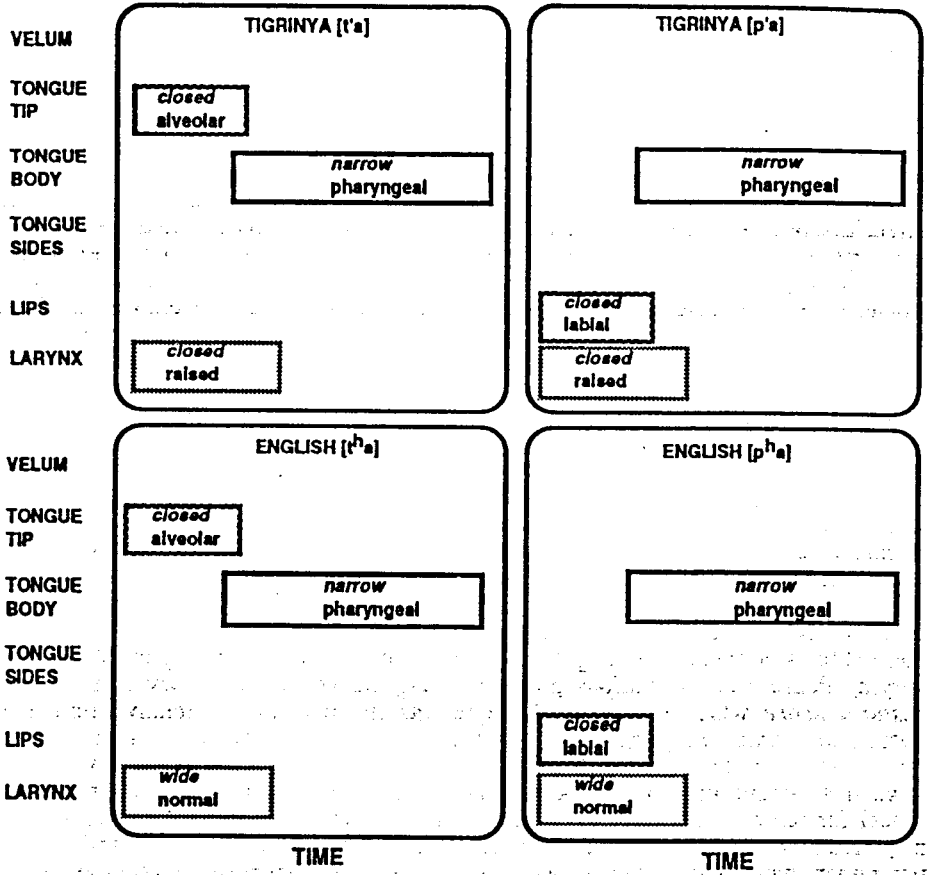 TIGRINYA [t'a]
VELUM
TONGUE
TIP
closed
alveolar
TONGUE
BODY
narrow
pharyngeal
TONGUE
SIDES
LIPS
LARYNX
closed
raised
TIGRINYA [p'a]
narrow
pharyngeal
closed
labial
closed
raised
ENGLISH [tʰa]
VELUM
TONGUE
TIP
closed
alveolar
TONGUE
BODY
narrow
pharyngeal
TONGUE
SIDES
LIPS
LARYNX
wide
normal
TIME
ENGLISH [pʰa]
narrow
pharyngeal
closed
labial
wide
normal
TIME